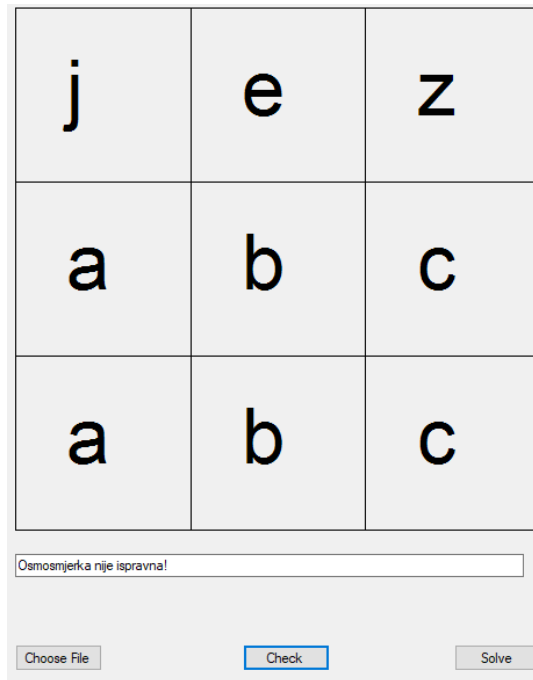 j e z
a b c
a b c
Osmosmjerka nije ispravna!
Choose File Check Solve